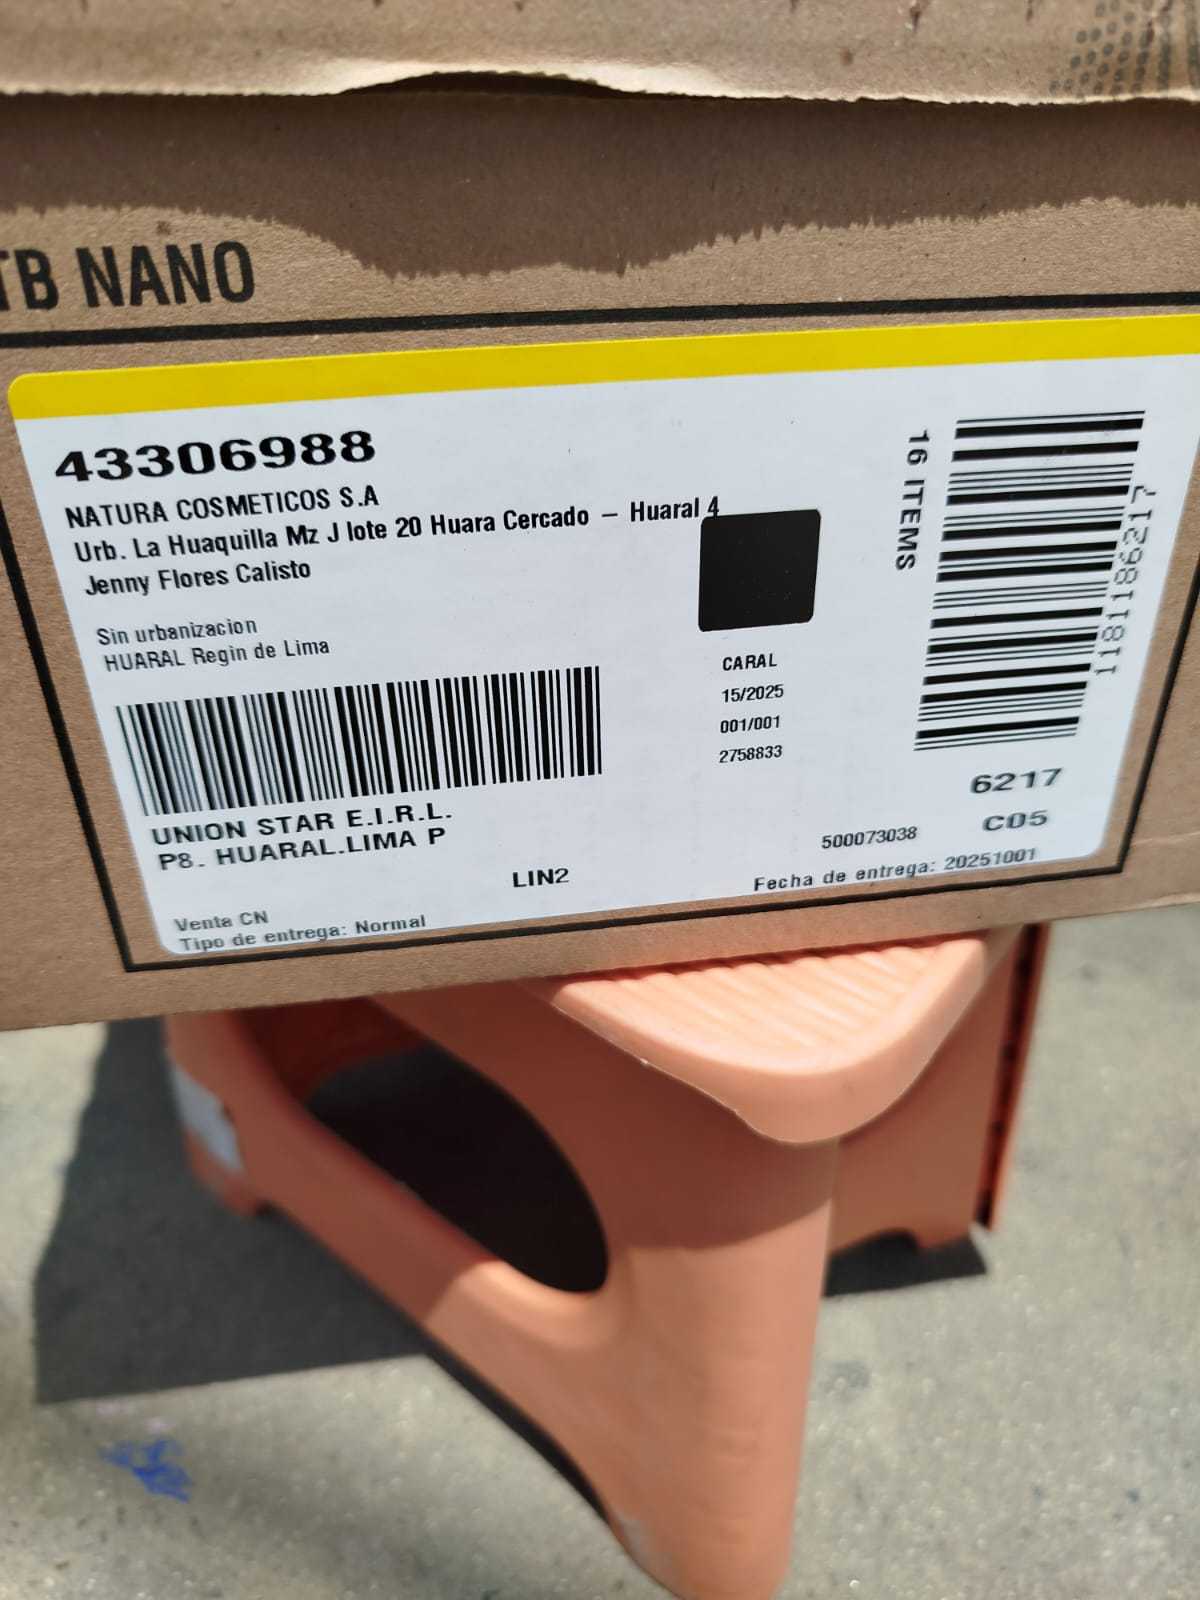 TB NANO
43306988
NATURA COSMETICOS S.A
Urb. La Huaquilla Mz J lote 20 Huara Cercado – Huaral 4
Jenny Flores Calisto
Sin urbanizacion
HUARAL Regin de Lima
UNION STAR E.I.R.L.
P8. HUARAL.LIMA P
LIN2
Venta CN
Tipo de entrega: Normal
CARAL
15/2025
001/001
2758833
16 ITEMS
1181186217
6217
C05
500073038
Fecha de entrega: 20251001